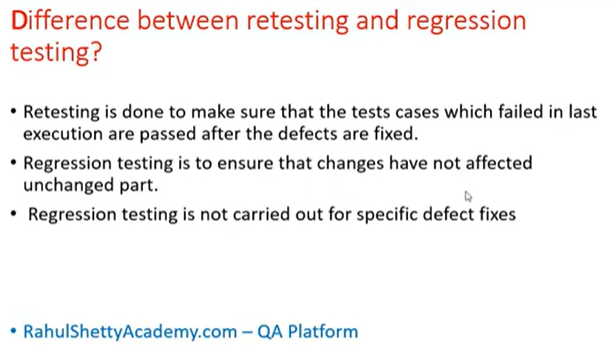 Difference between retesting and regression
testing?
• Retesting is done to make sure that the tests cases which failed in last
execution are passed after the defects are fixed.
• Regression testing is to ensure that changes have not affected
unchanged part.
• Regression testing is not carried out for specific defect fixes
• RahulShettyAcademy.com – QA Platform